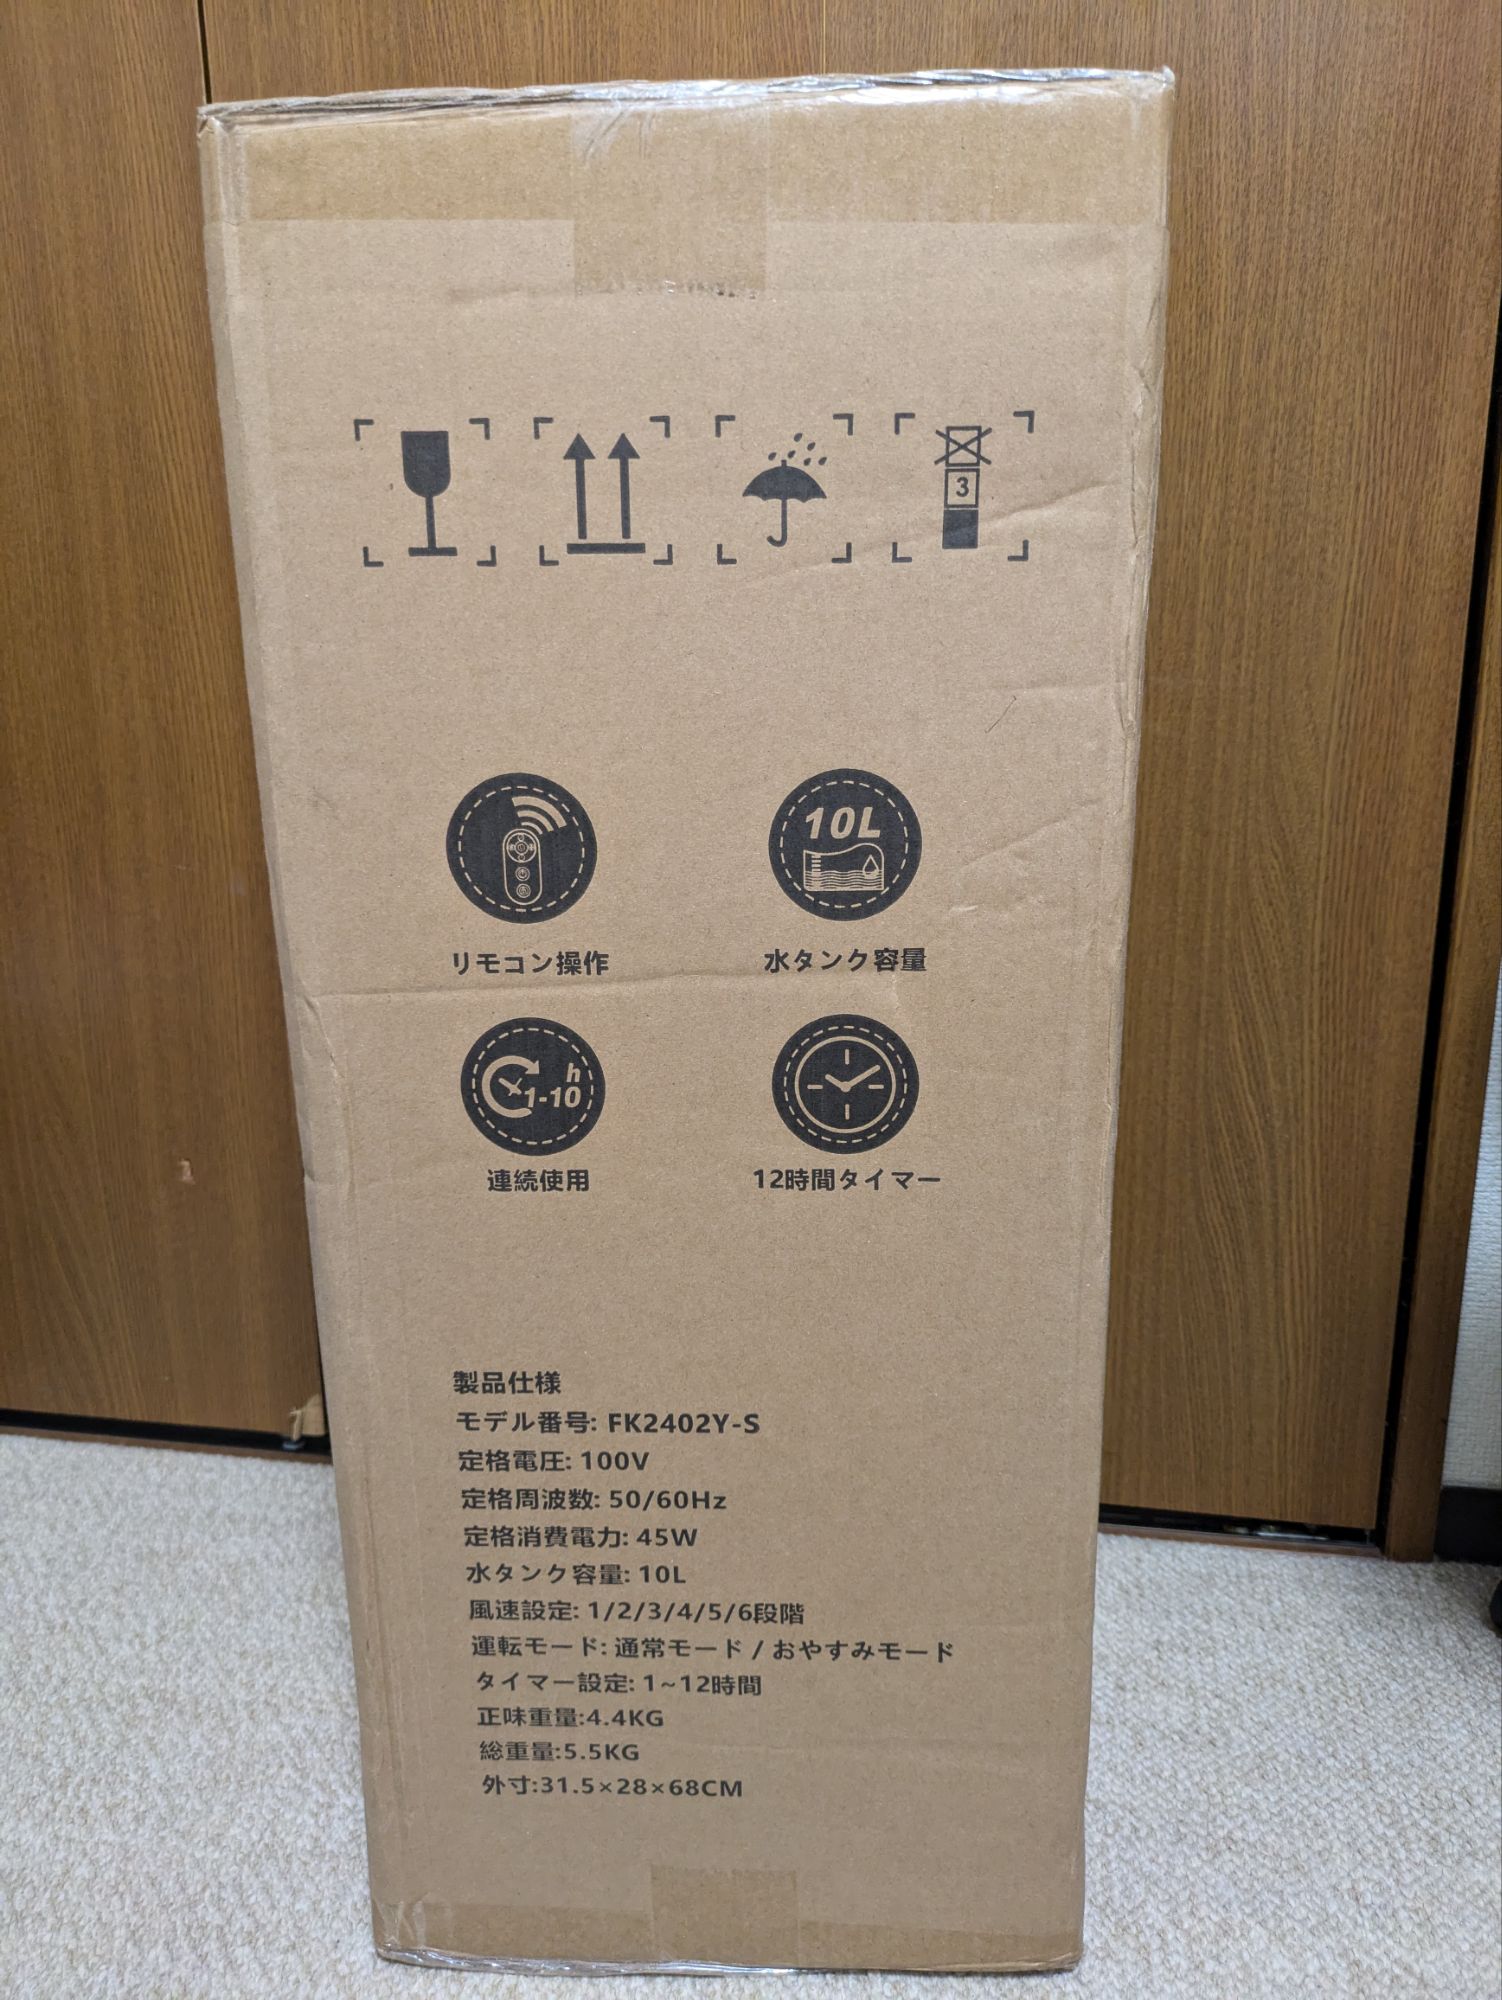 3
10L
リモコン操作 水タンク容量
h
1-10
連続使用 12時間タイマー
製品仕様
モデル番号: FK2402Y-S
定格電圧: 100V
定格周波数: 50/60Hz
定格消費電力: 45W
水タンク容量: 10L
風速設定: 1/2/3/4/5/6段階
運転モード: 通常モード / おやすみモード
タイマー設定: 1~12時間
正味重量:4.4KG
総重量:5.5KG
外寸:31.5×28×68CM